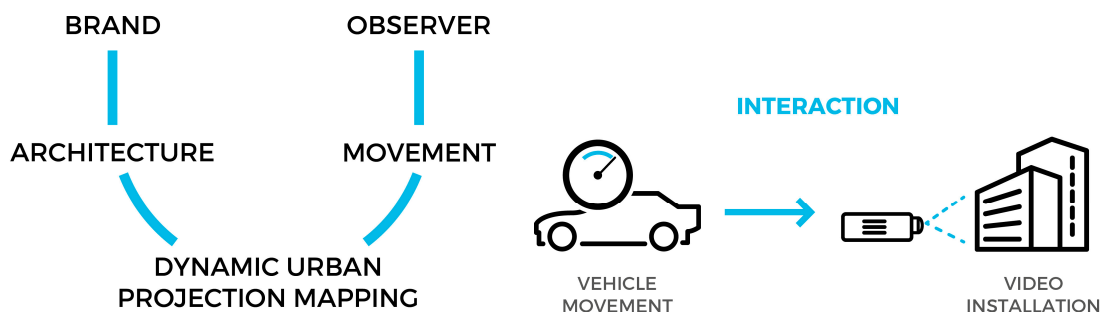 BRAND
OBSERVER
ARCHITECTURE
MOVEMENT
DYNAMIC URBAN
PROJECTION MAPPING
INTERACTION
VEHICLE
MOVEMENT
VIDEO
INSTALLATION